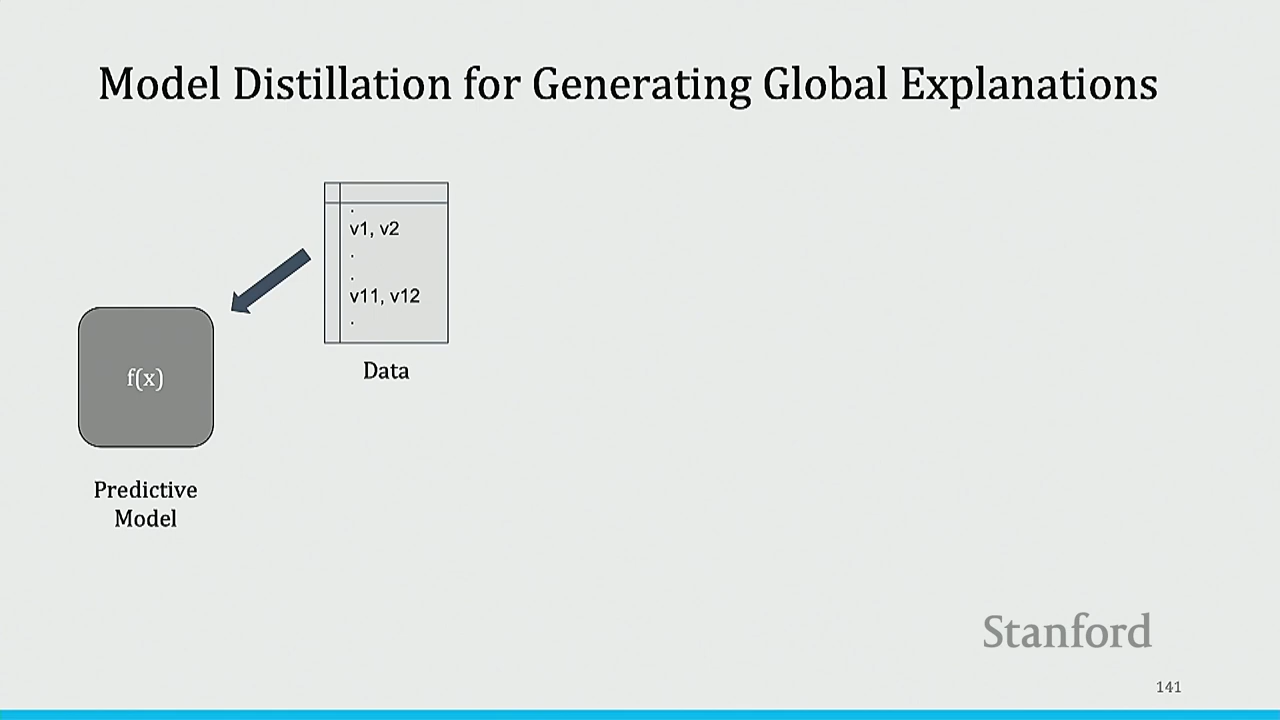 Model Distillation for Generating Global Explanations
.
v1, v2
.
.
v11, v12
.
Data
f(x)
Predictive
Model
Stanford
141